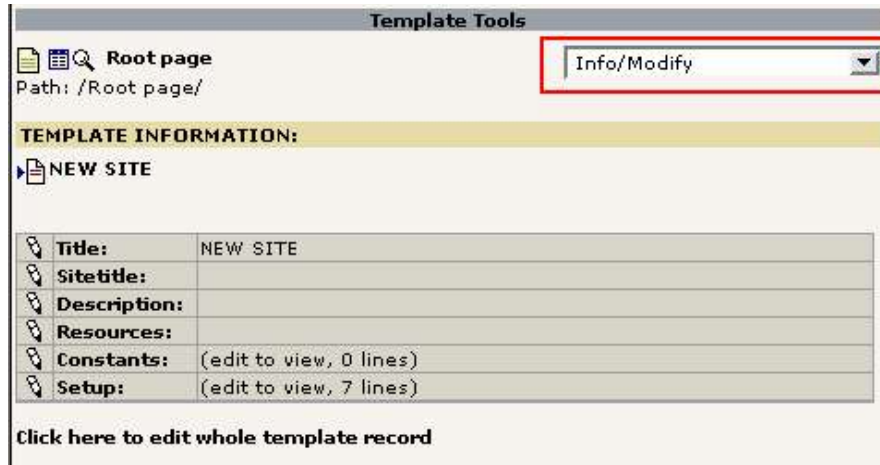 Template Tools
Root page
Info/Modify
Path: /Root page/
TEMPLATE INFORMATION:
NEW SITE
Title: NEW SITE
Sitetitle:
Description:
Resources:
Constants: (edit to view, 0 lines)
Setup: (edit to view, 7 lines)
Click here to edit whole template record